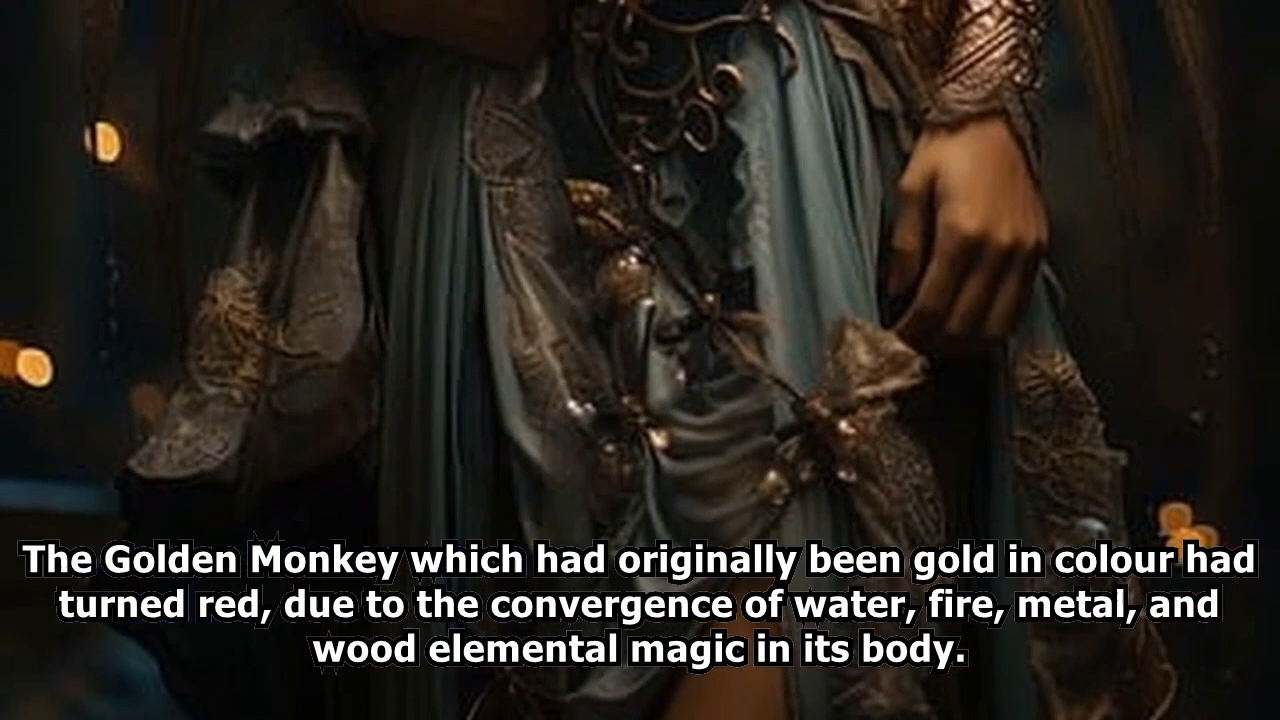 The Golden Monkey which had originally been gold in colour had
turned red, due to the convergence of water, fire, metal, and
wood elemental magic in its body.